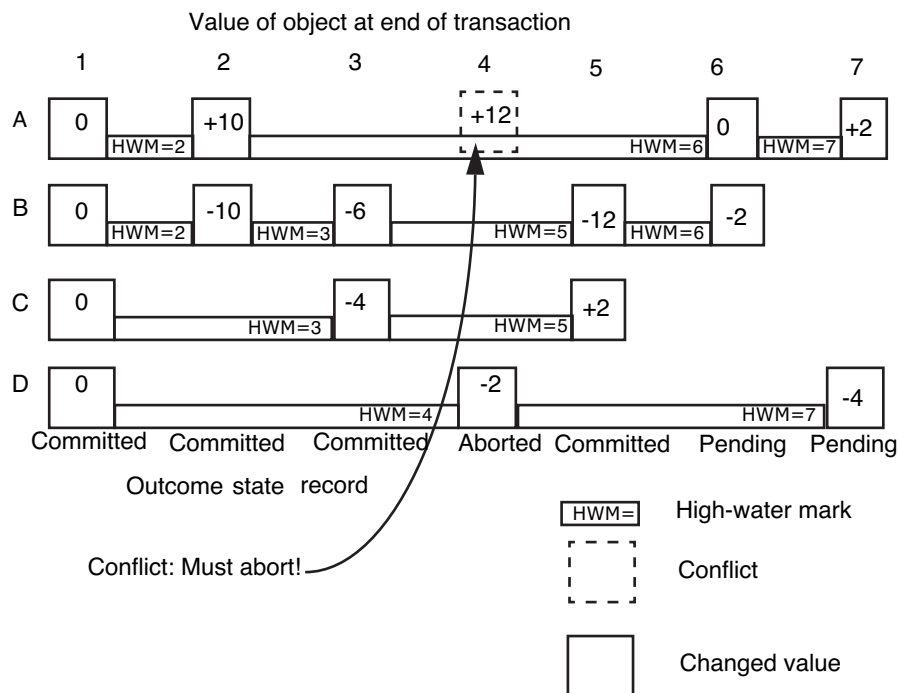 Value of object at end of transaction
1 2 3 4 5 6 7
A 0 HWM=2 +10 +12 HWM=6 0 HWM=7 +2
B 0 HWM=2 -10 HWM=3 -6 HWM=5 -12 HWM=6 -2
C 0 HWM=3 -4 HWM=5 +2
D 0 HWM=4 -2 HWM=7 -4
Committed Committed Committed Aborted Committed Pending Pending
Outcome state record
HWM= High-water mark
Conflict: Must abort!
Conflict
Changed value